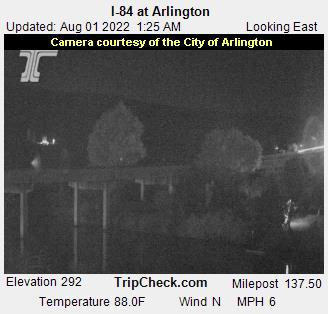 I-84 at Arlington
Updated: Aug 01 2022 1:25 AM Looking East
Camera courtesy of the City of Arlington
Elevation 292 TripCheck.com Milepost 137.50
Temperature 88.0F Wind N MPH 6